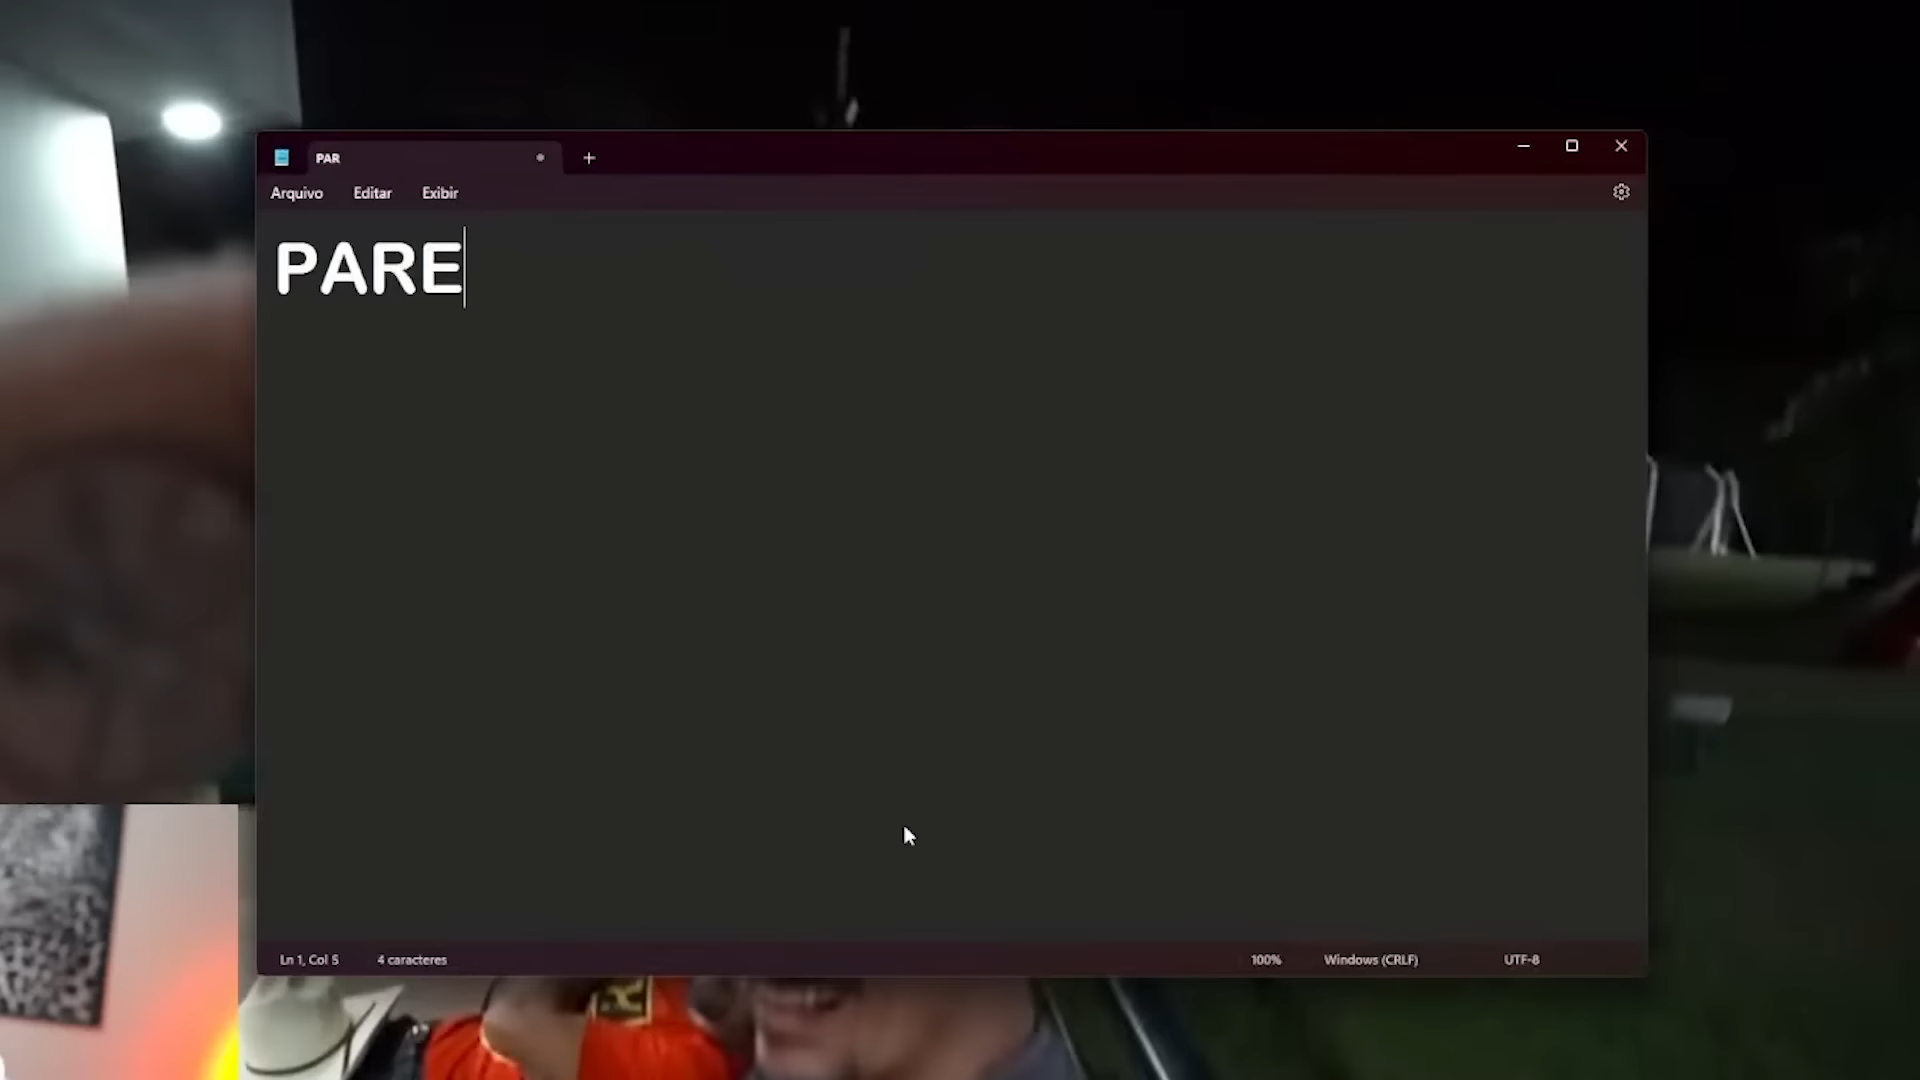 PAR
Arquivo Editar Exibir
PARE
Ln 1, Col 5 4 caracteres 100% Windows (CRLF) UTF-8